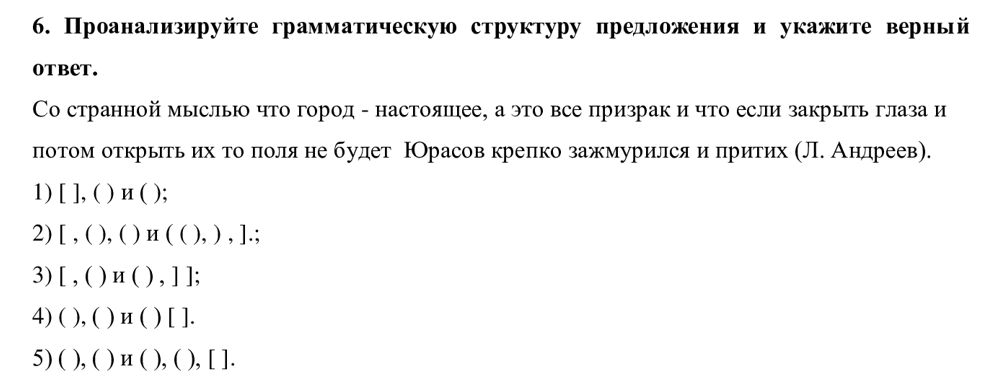 6. Проанализируйте грамматическую структуру предложения и укажите верный
ответ.
Со странной мыслью что город - настоящее, а это все призрак и что если закрыть глаза и
потом открыть их то поля не будет  Юрасов крепко зажмурился и притих (Л. Андреев).
1) [ ], ( ) и ( );
2) [ , ( ), ( ) и ( ( ), ) , ].;
3) [ , ( ) и ( ) , ] ];
4) ( ), ( ) и ( ) [ ].
5) ( ), ( ) и ( ), ( ), [ ].